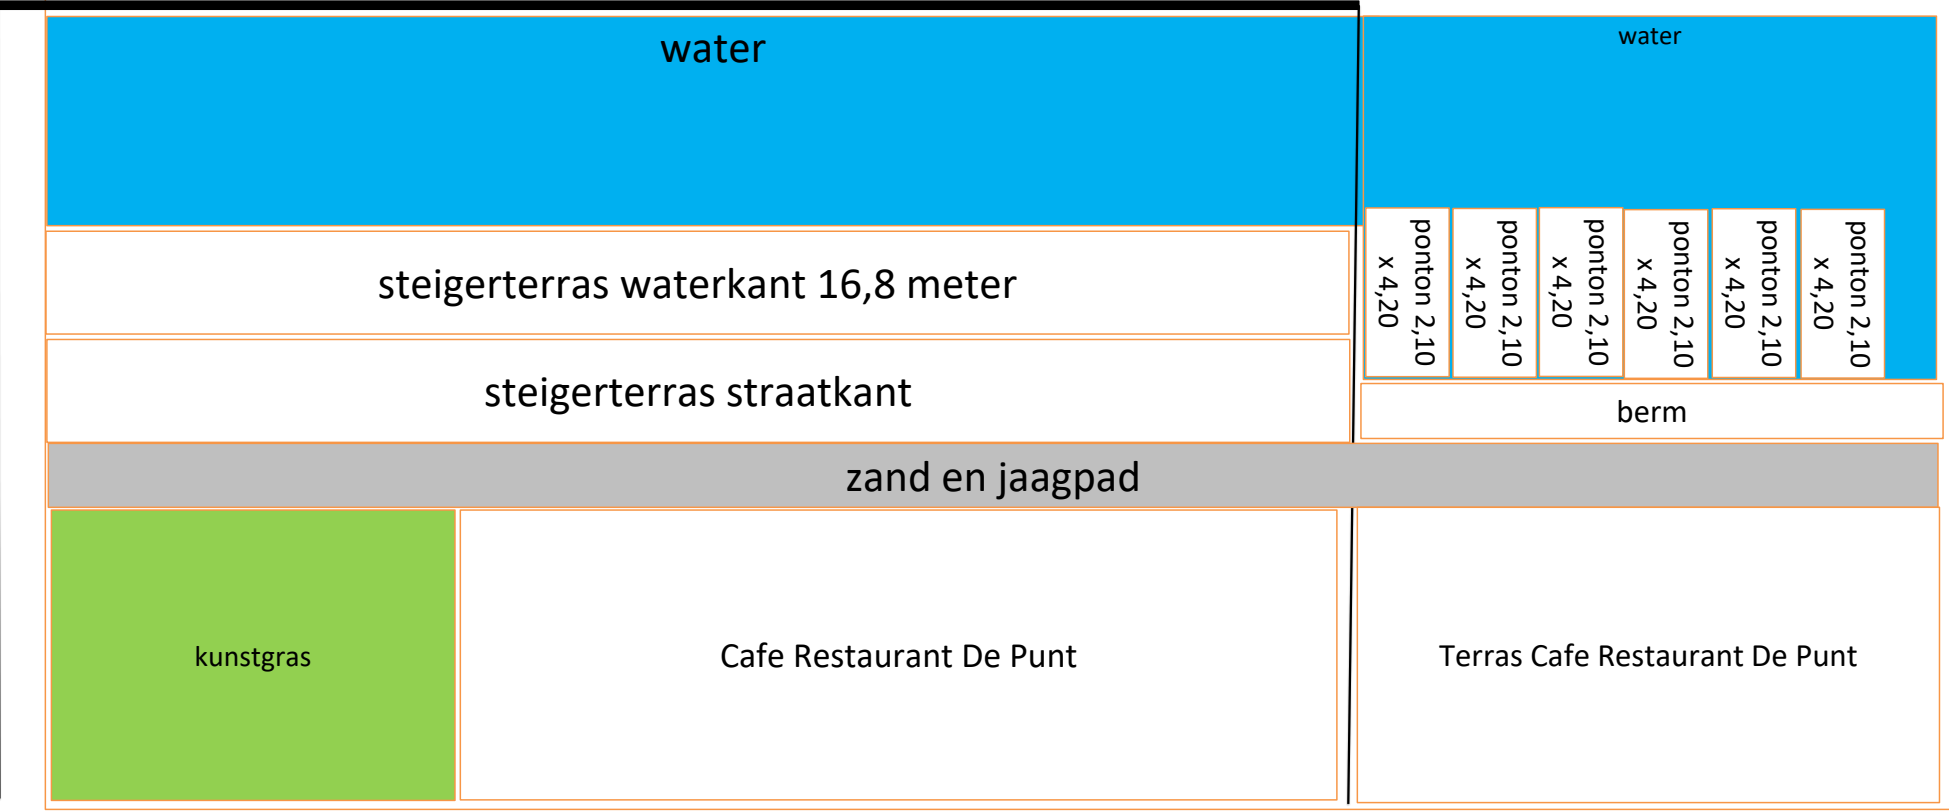 water
water
steigerterras waterkant 16,8 meter
steigerterras straatkant
ponton 2,10
x 4,20
ponton 2,10
x 4,20
ponton 2,10
x 4,20
ponton 2,10
x 4,20
ponton 2,10
x 4,20
ponton 2,10
x 4,20
berm
zand en jaagpad
kunstgras
Cafe Restaurant De Punt
Terras Cafe Restaurant De Punt